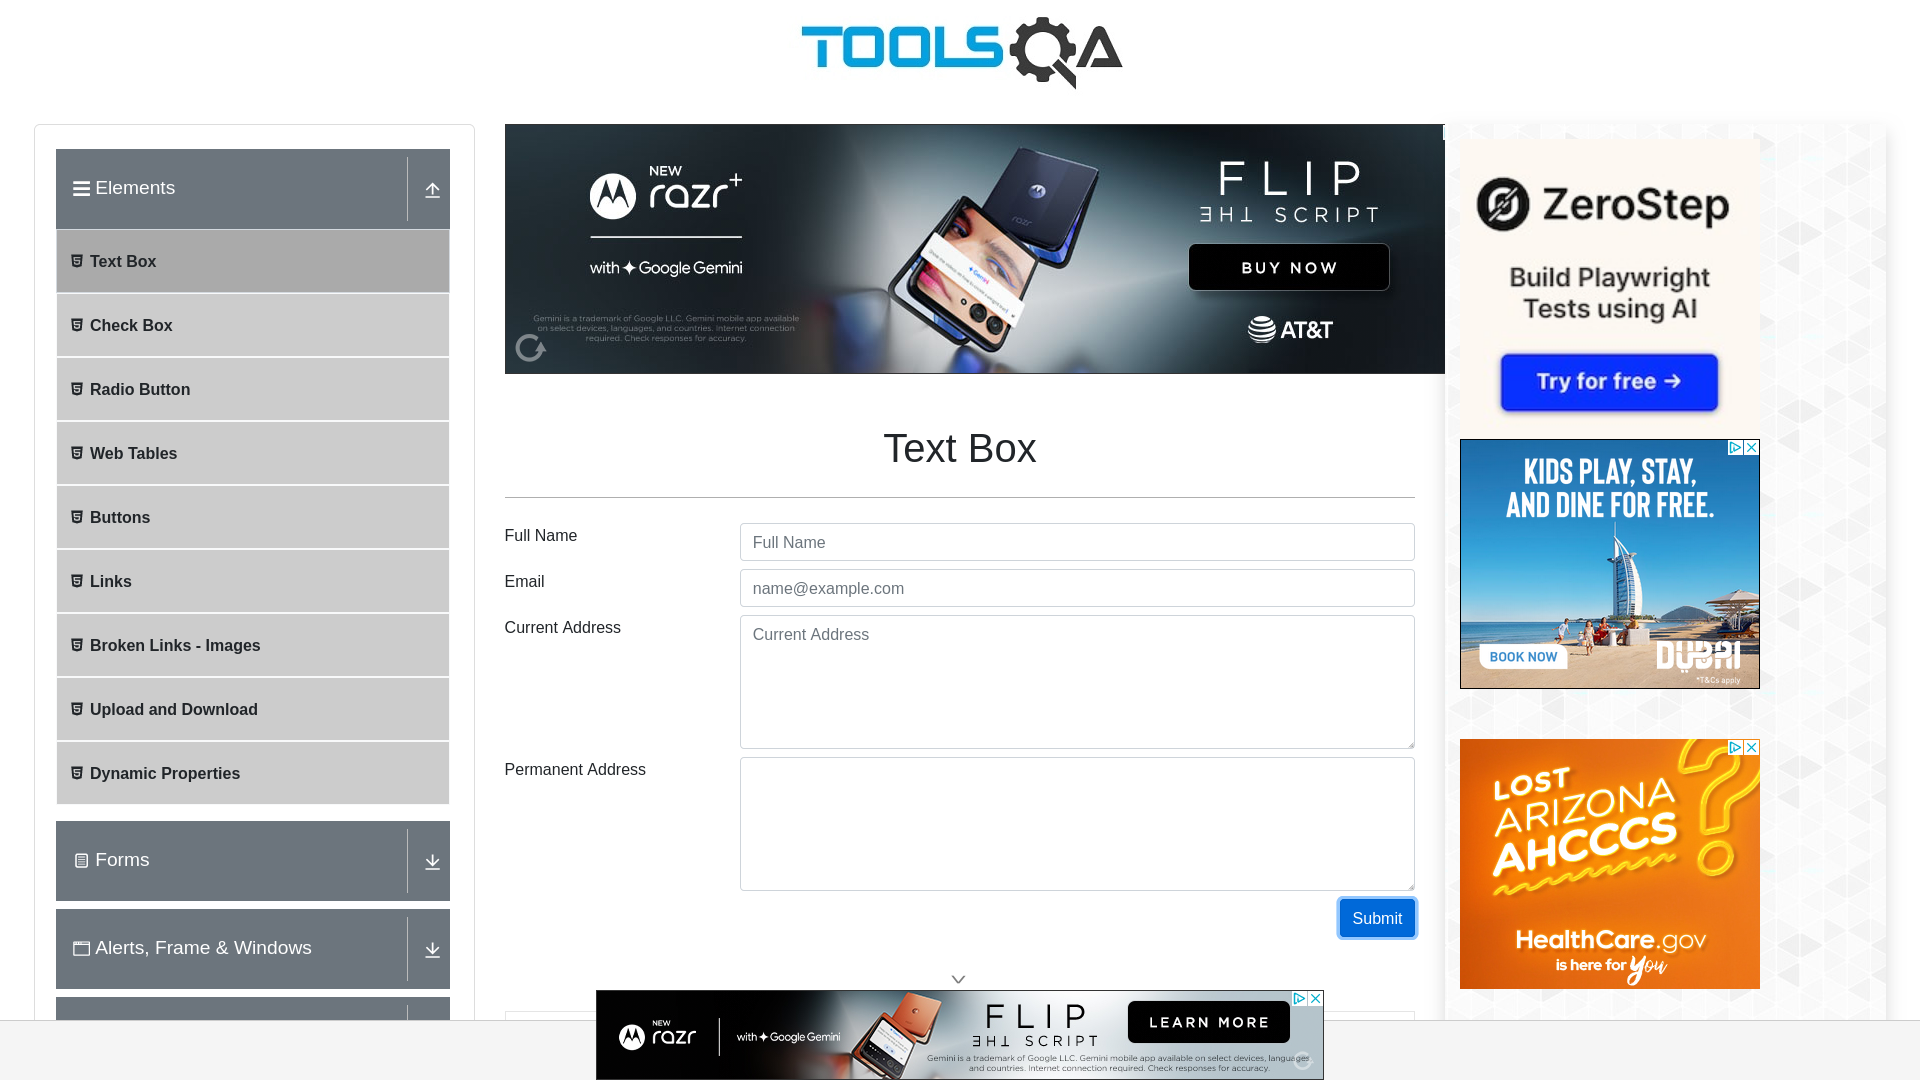 TOOLSQA
Elements
Text Box
Check Box
Radio Button
Web Tables
Buttons
Links
Broken Links - Images
Upload and Download
Dynamic Properties
Forms
Alerts, Frame & Windows
NEW
razr+
with Google Gemini
Gemini is a trademark of Google LLC. Gemini mobile app available
on select devices, languages, and countries. Internet connection
required. Check responses for accuracy.
FLIP
THE SCRIPT
BUY NOW
AT&T
Text Box
Full Name
Full Name
Email
name@example.com
Current Address
Current Address
Permanent Address
Submit
ZeroStep
Build Playwright
Tests using AI
Try for free →
KIDS PLAY, STAY,
AND DINE FOR FREE.
BOOK NOW
DUBAI
*T&Cs apply
LOST
ARIZONA
AHCCCS
?
HealthCare.gov
is here for You
NEW
razr
with Google Gemini
FLIP
THE SCRIPT
LEARN MORE
Gemini is a trademark of Google LLC. Gemini mobile app available on select devices, languages,
and countries. Internet connection required. Check responses for accuracy.